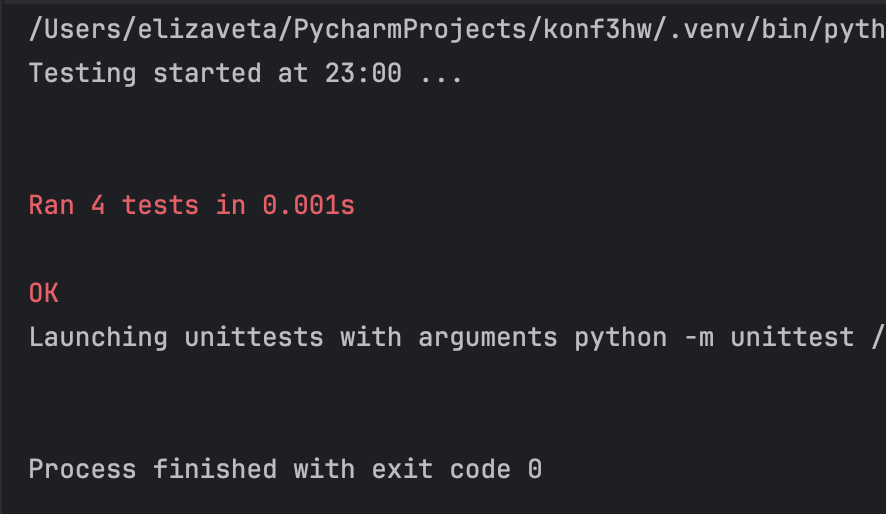 /Users/elizaveta/PycharmProjects/konf3hw/.venv/bin/pyth
Testing started at 23:00 ...
Ran 4 tests in 0.001s
OK
Launching unittests with arguments python -m unittest /
Process finished with exit code 0